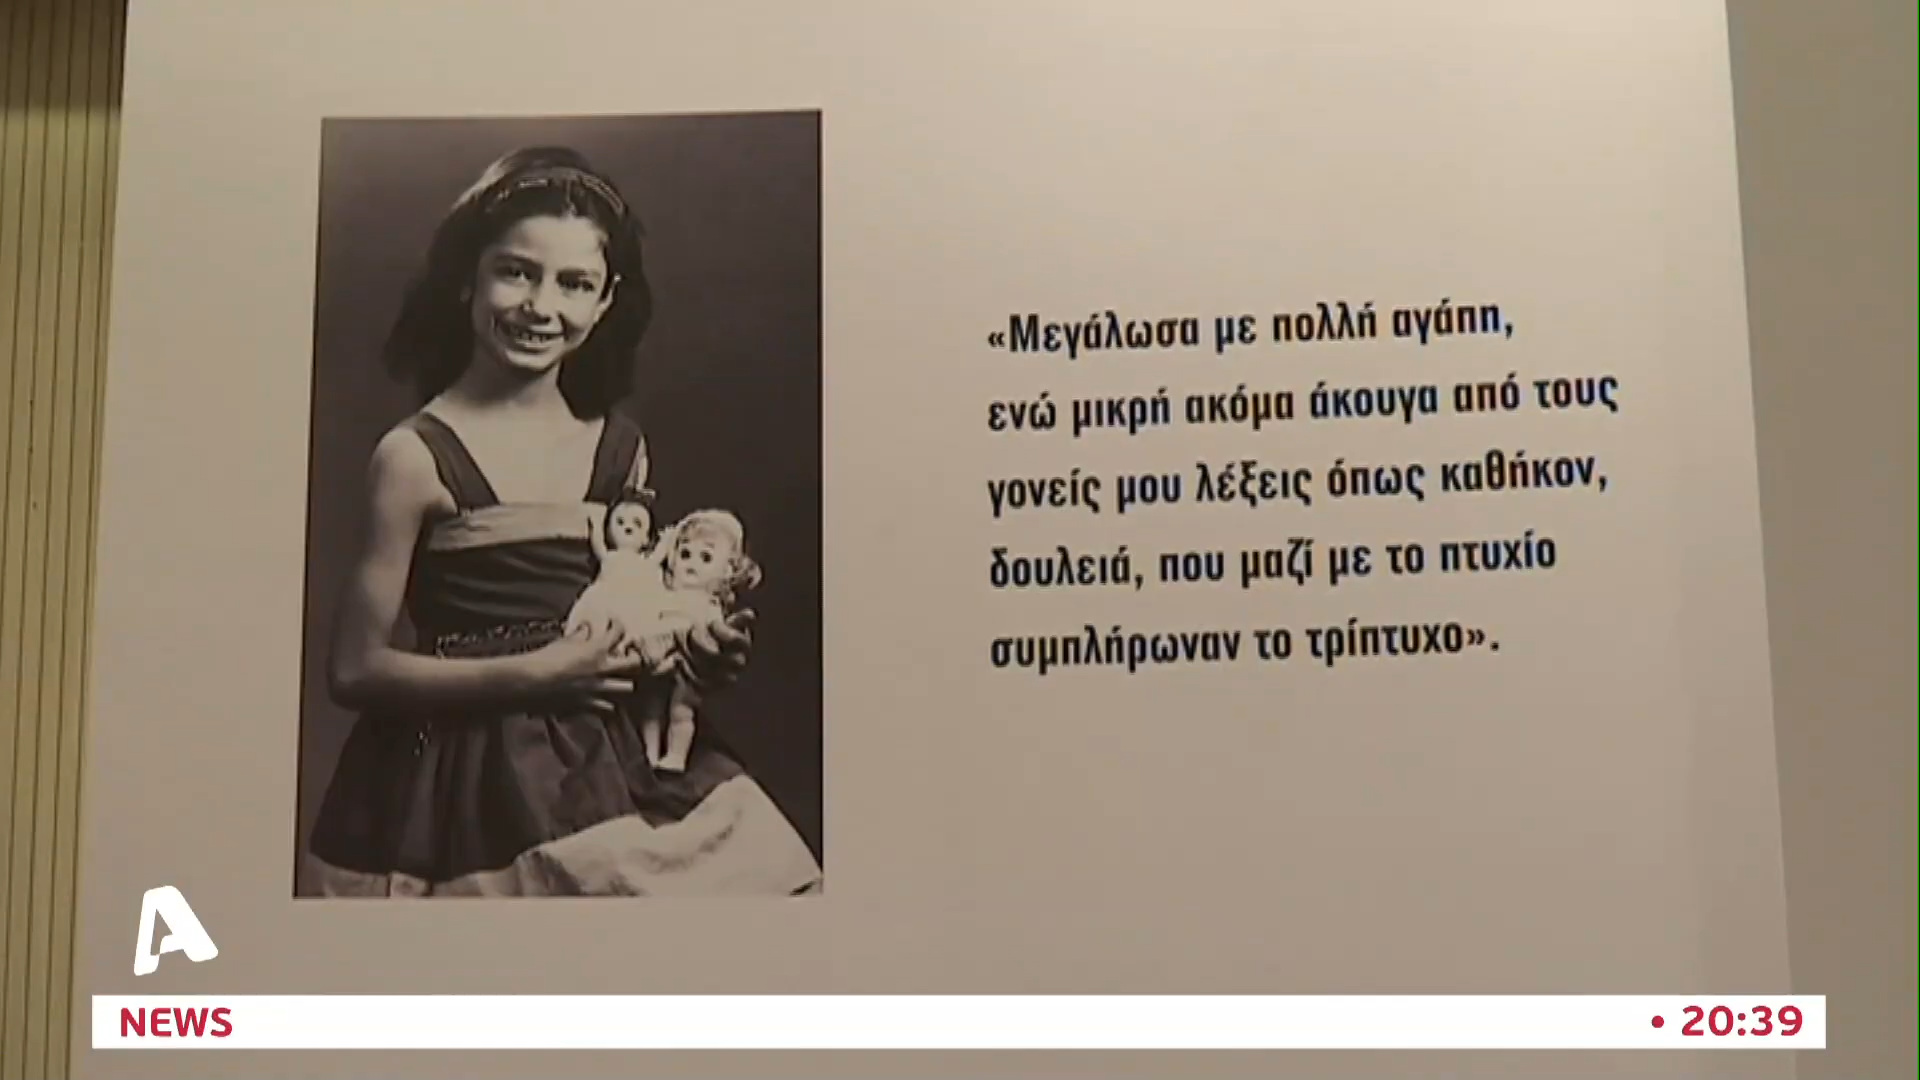 «Μεγάλωσα με πολλή αγάπη,
ενώ μικρή ακόμα άκουγα από τους
γονείς μου λέξεις όπως καθήκον,
δουλειά, που μαζί με το πτυχίο
συμπλήρωναν το τρίπτυχο».
A
NEWS
• 20:39